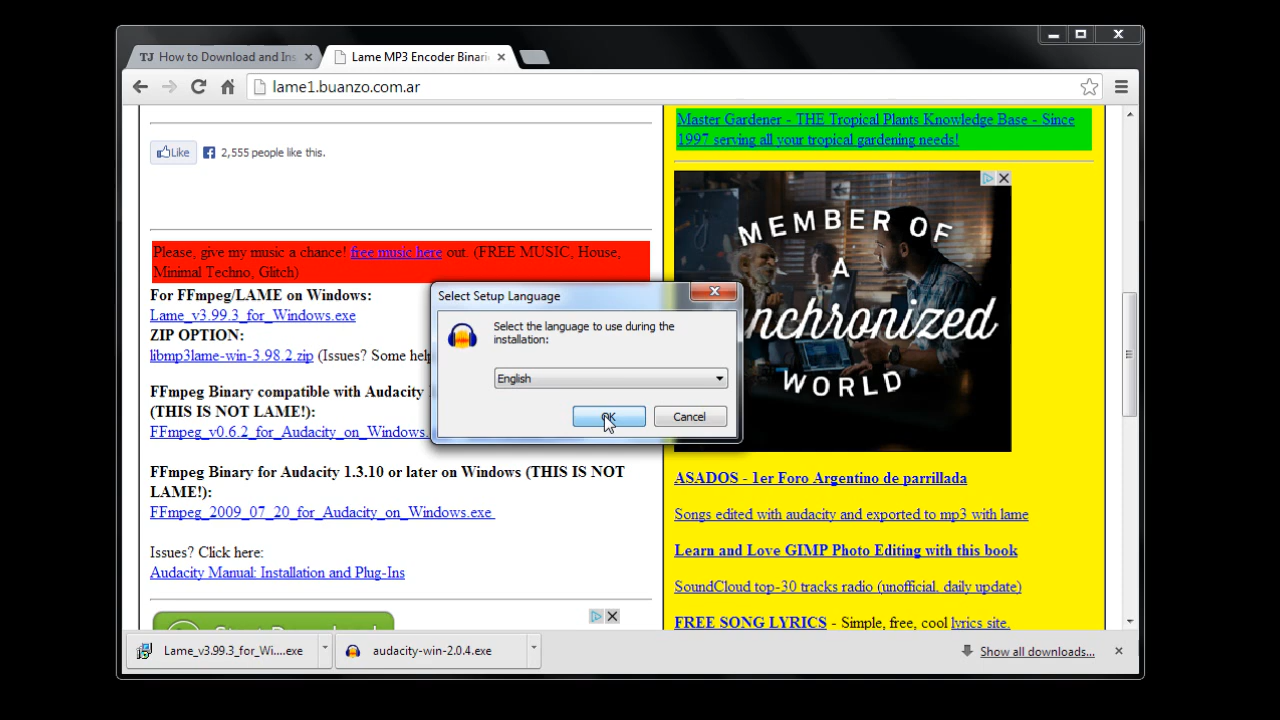 TJ How to Download and Ins
Lame MP3 Encoder Binari
lame1.buanzo.com.ar
Like
2,555 people like this.
Please, give my music a chance! free music here out. (FREE MUSIC, House,
Minimal Techno, Glitch)
For FFmpeg/LAME on Windows:
Lame_v3.99.3_for_Windows.exe
ZIP OPTION:
libmp3lame-win-3.98.2.zip (Issues? Some help
FFmpeg Binary compatible with Audacity
(THIS IS NOT LAME!):
FFmpeg_v0.6.2_for_Audacity_on_Windows.
FFmpeg Binary for Audacity 1.3.10 or later on Windows (THIS IS NOT
LAME!):
FFmpeg_2009_07_20_for_Audacity_on_Windows.exe
Issues? Click here:
Audacity Manual: Installation and Plug-Ins
Select Setup Language
Select the language to use during the
installation:
English
OK
Cancel
Master Gardener - THE Tropical Plants Knowledge Base - Since
1997 serving all your tropical gardening needs!
MEMBER OF
A
nchronized
WORLD
ASADOS - 1er Foro Argentino de parrillada
Songs edited with audacity and exported to mp3 with lame
Learn and Love GIMP Photo Editing with this book
SoundCloud top-30 tracks radio (unofficial, daily update)
FREE SONG LYRICS - Simple, free, cool lyrics site.
Lame_v3.99.3_for_Wi....exe
audacity-win-2.0.4.exe
Show all downloads...